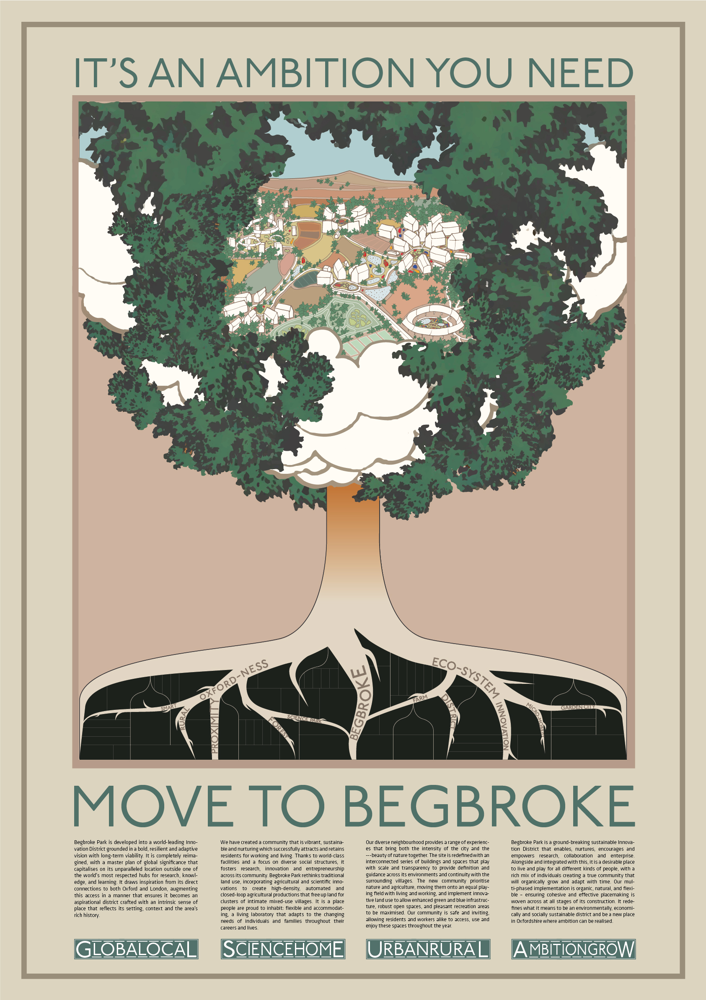 IT'S AN AMBITION YOU NEED
OXFORD-NESS
ECO-SYSTEM
SMART
RURAL
PROXIMITY
FOREST
SCIENCE PARK
BEGBROKE
FARM
DISTRICT
INNOVATION
GARDEN CITY
MOVE TO BEGBROKE
Begbroke Park is developed into a world-leading Inno-
vation District grounded in a bold, resilient and adaptive
vision with long-term viability. It is completely reima-
gined, with a master plan of global significance that
capitalises on its unparalleled location outside one of
the world's most respected hubs for research, knowl-
edge, and learning. It draws inspiration from its direct
connections to both Oxford and London, augmenting
this access in a manner that ensures it becomes an
aspirational district crafted with an intrinsic sense of
place that reflects its setting, context and the area's
rich history.
We have created a community that is vibrant, sustaina-
ble and nurturing which successfully attracts and retains
residents for working and living. Thanks to world-class
facilities and a focus on diverse social structures, it
fosters research, innovation and entrepreneurship
across its community. Begbroke Park rethinks traditional
land use, incorporating agricultural and scientific inno-
vations to create high-density, automated and
closed-loop agricultural productions that free up land for
clusters of intimate mixed-use villages. It is a place
people are proud to inhabit: flexible and accommodat-
ing, a living laboratory that adapts to the changing
needs of individuals and families throughout their
careers and lives.
Our diverse neighbourhood provides a range of experienc-
es that bring both the intensity of the city and the
---beauty of nature together. The site is redefined with an
interconnected series of buildings and spaces that play
with scale and transparency to provide definition and
guidance across its environments and continuity with the
surrounding villages. The new community prioritise
nature and agriculture, moving them onto an equal play-
ing field with living and working, and implement innova-
tive land use to allow enhanced green and blue infrastruc-
ture, robust open spaces, and pleasant recreation areas
to be maximised. Our community is safe and inviting,
allowing residents and workers alike to access, use and
enjoy these spaces throughout the year.
Begbroke Park is a ground-breaking sustainable Innova-
tion District that enables, nurtures, encourages and
empowers research, collaboration and enterprise.
Alongside and integrated with this, it is a desirable place
to live and play for all different kinds of people, with a
rich mix of individuals creating a true community that
will organically grow and adapt with time. Our mul-
ti-phased implementation is organic, natural, and flexi-
ble – ensuring cohesive and effective placemaking is
woven across at all stages of its construction. It rede-
fines what it means to be an environmentally, economi-
cally and socially sustainable district and be a new place
in Oxfordshire where ambition can be realised.
GLOBALOCAL
SCIENCEHOME
URBANRURAL
AMBITIONGROW